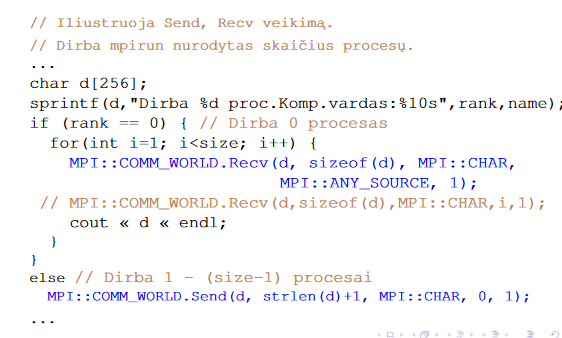 // Iliustruoja Send, Recv veikimą.
// Dirba mpirun nurodytas skaičius procesų.
...
char d[256];
sprintf(d,"Dirba %d proc.Komp.vardas:%10s",rank,name);
if (rank == 0) { // Dirba 0 procesas
for(int i=1; i<size; i++) {
MPI::COMM_WORLD.Recv(d, sizeof(d), MPI::CHAR,
MPI::ANY_SOURCE, 1);
// MPI::COMM_WORLD.Recv(d,sizeof(d),MPI::CHAR,i,1);
cout « d « endl;
}
}
else // Dirba 1 - (size-1) procesai
MPI::COMM_WORLD.Send(d, strlen(d)+1, MPI::CHAR, 0, 1);
...